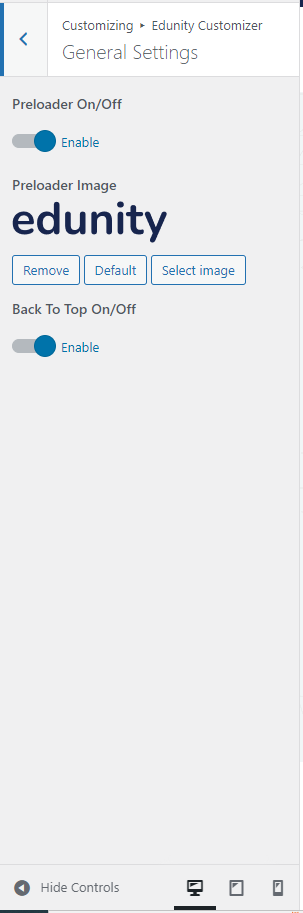 Customizing ▸ Edunity Customizer
General Settings
Preloader On/Off
Enable
Preloader Image
edunity
Remove Default Select image
Back To Top On/Off
Enable
Hide Controls